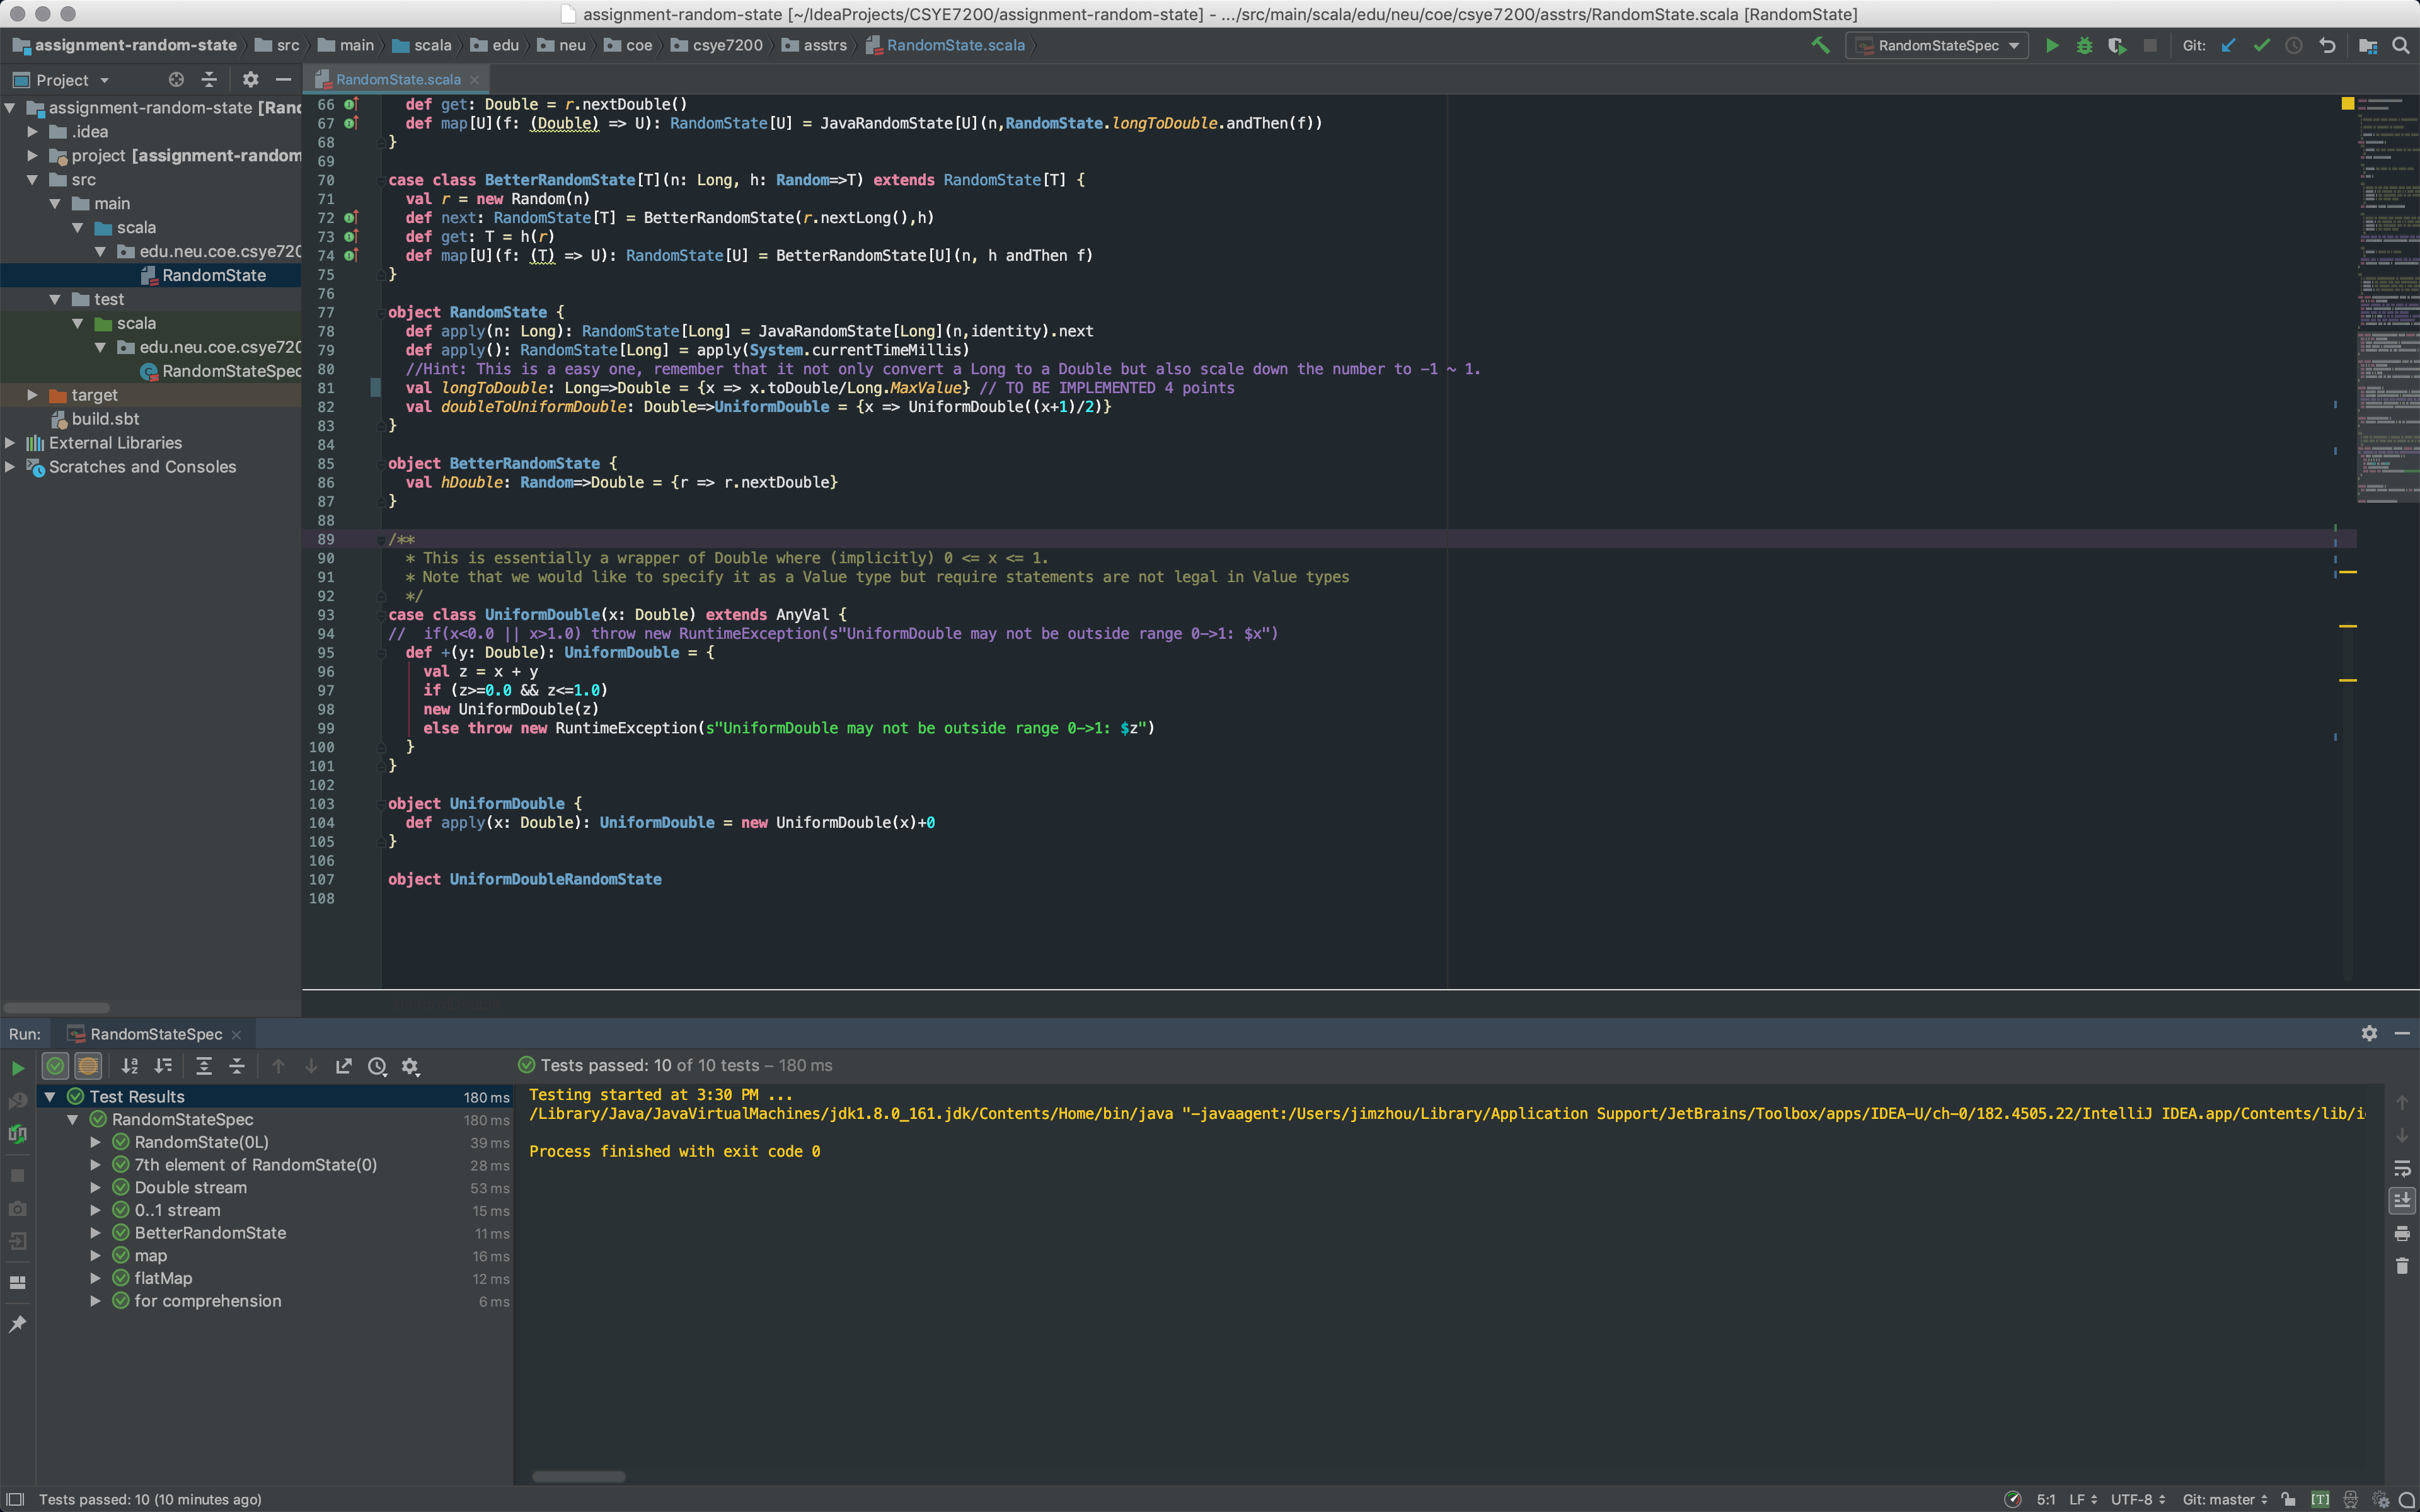 assignment-random-state [~/IdeaProjects/CSYE7200/assignment-random-state] - .../src/main/scala/edu/neu/coe/csye7200/asstrs/RandomState.scala [RandomState]
assignment-random-state src main scala edu neu coe csye7200 asstrs RandomState.scala RandomStateSpec Git:
Project RandomState.scala
assignment-random-state [Ranc
.idea
project [assignment-random
src
main
scala
edu.neu.coe.csye720
RandomState
test
scala
edu.neu.coe.csye720
RandomStateSpec
target
build.sbt
External Libraries
Scratches and Consoles
66 def get: Double = r.nextDouble()
67 def map[U](f: (Double) => U): RandomState[U] = JavaRandomState[U](n,RandomState.longToDouble.andThen(f))
68 }
69
70 case class BetterRandomState[T](n: Long, h: Random=>T) extends RandomState[T] {
71 val r = new Random(n)
72 def next: RandomState[T] = BetterRandomState(r.nextLong(),h)
73 def get: T = h(r)
74 def map[U](f: (T) => U): RandomState[U] = BetterRandomState[U](n, h andThen f)
75 }
76
77 object RandomState {
78 def apply(n: Long): RandomState[Long] = JavaRandomState[Long](n,identity).next
79 def apply(): RandomState[Long] = apply(System.currentTimeMillis)
80 //Hint: This is a easy one, remember that it not only convert a Long to a Double but also scale down the number to -1 ~ 1.
81 val longToDouble: Long=>Double = {x => x.toDouble/Long.MaxValue} // TO BE IMPLEMENTED 4 points
82 val doubleToUniformDouble: Double=>UniformDouble = {x => UniformDouble((x+1)/2)}
83 }
84
85 object BetterRandomState {
86 val hDouble: Random=>Double = {r => r.nextDouble}
87 }
88
89 /**
90 * This is essentially a wrapper of Double where (implicitly) 0 <= x <= 1.
91 * Note that we would like to specify it as a Value type but require statements are not legal in Value types
92 */
93 case class UniformDouble(x: Double) extends AnyVal {
94 // if(x<0.0 || x>1.0) throw new RuntimeException(s"UniformDouble may not be outside range 0->1: $x")
95 def +(y: Double): UniformDouble = {
96 val z = x + y
97 if (z>=0.0 && z<=1.0)
98 new UniformDouble(z)
99 else throw new RuntimeException(s"UniformDouble may not be outside range 0->1: $z")
100 }
101 }
102
103 object UniformDouble {
104 def apply(x: Double): UniformDouble = new UniformDouble(x)+0
105 }
106
107 object UniformDoubleRandomState
108
Run: RandomStateSpec
Tests passed: 10 of 10 tests – 180 ms
Test Results 180 ms
RandomStateSpec 180 ms
RandomState(0L) 39 ms
7th element of RandomState(0) 28 ms
Double stream 53 ms
0..1 stream 15 ms
BetterRandomState 11 ms
map 16 ms
flatMap 12 ms
for comprehension 6 ms
Testing started at 3:30 PM ...
/Library/Java/JavaVirtualMachines/jdk1.8.0_161.jdk/Contents/Home/bin/java "-javaagent:/Users/jimzhou/Library/Application Support/JetBrains/Toolbox/apps/IDEA-U/ch-0/182.4505.22/IntelliJ IDEA.app/Contents/lib/i
Process finished with exit code 0
Tests passed: 10 (10 minutes ago) 5:1 LF UTF-8 Git: master [T]